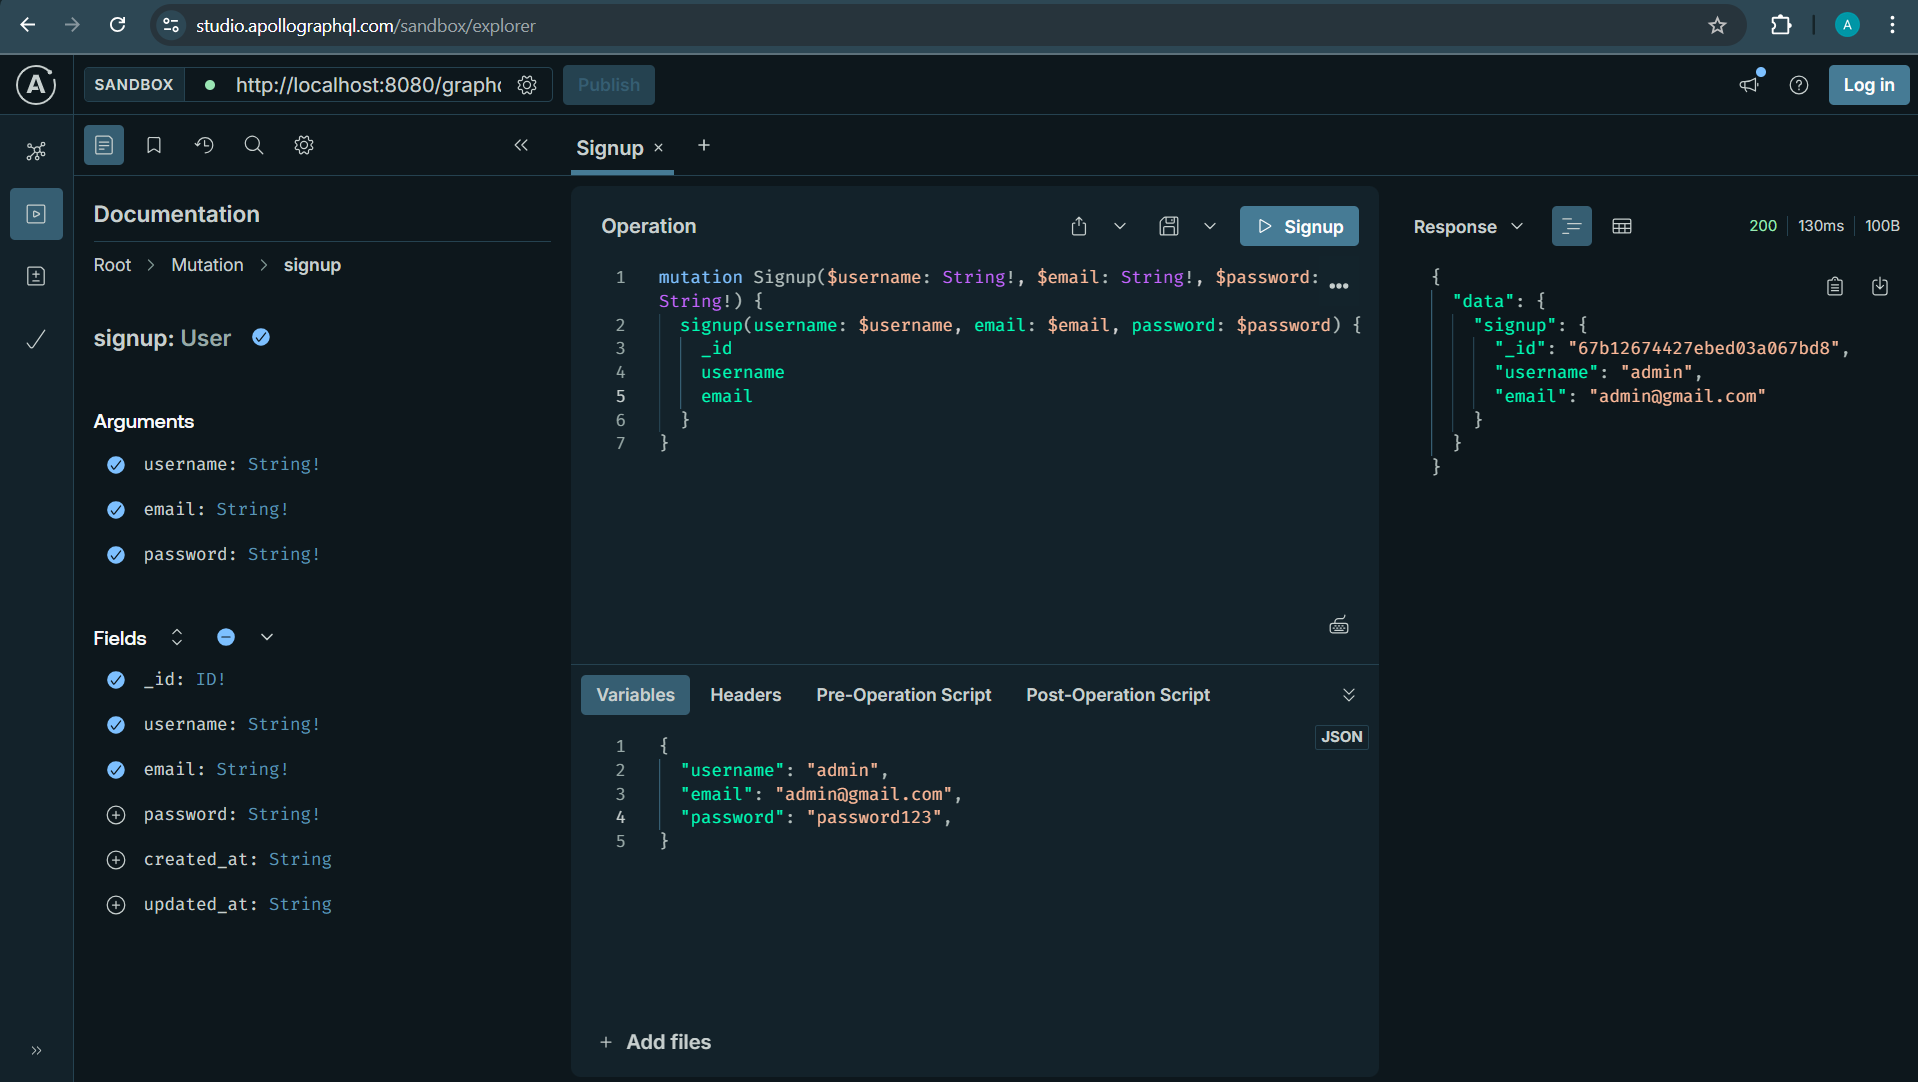 studio.apollographql.com/sandbox/explorer
A
SANDBOX
http://localhost:8080/graphq
Publish
Log in
Signup
Documentation
Root > Mutation > signup
signup: User
Arguments
username: String!
email: String!
password: String!
Fields
_id: ID!
username: String!
email: String!
password: String!
created_at: String
updated_at: String
Operation
Signup
1 mutation Signup($username: String!, $email: String!, $password:
String!) {
2 signup(username: $username, email: $email, password: $password) {
3 _id
4 username
5 email
6 }
7 }
Variables Headers Pre-Operation Script Post-Operation Script
JSON
1 {
2 "username": "admin",
3 "email": "admin@gmail.com",
4 "password": "password123",
5 }
+ Add files
Response
200 130ms 100B
{
"data": {
"signup": {
"_id": "67b12674427ebed03a067bd8",
"username": "admin",
"email": "admin@gmail.com"
}
}
}